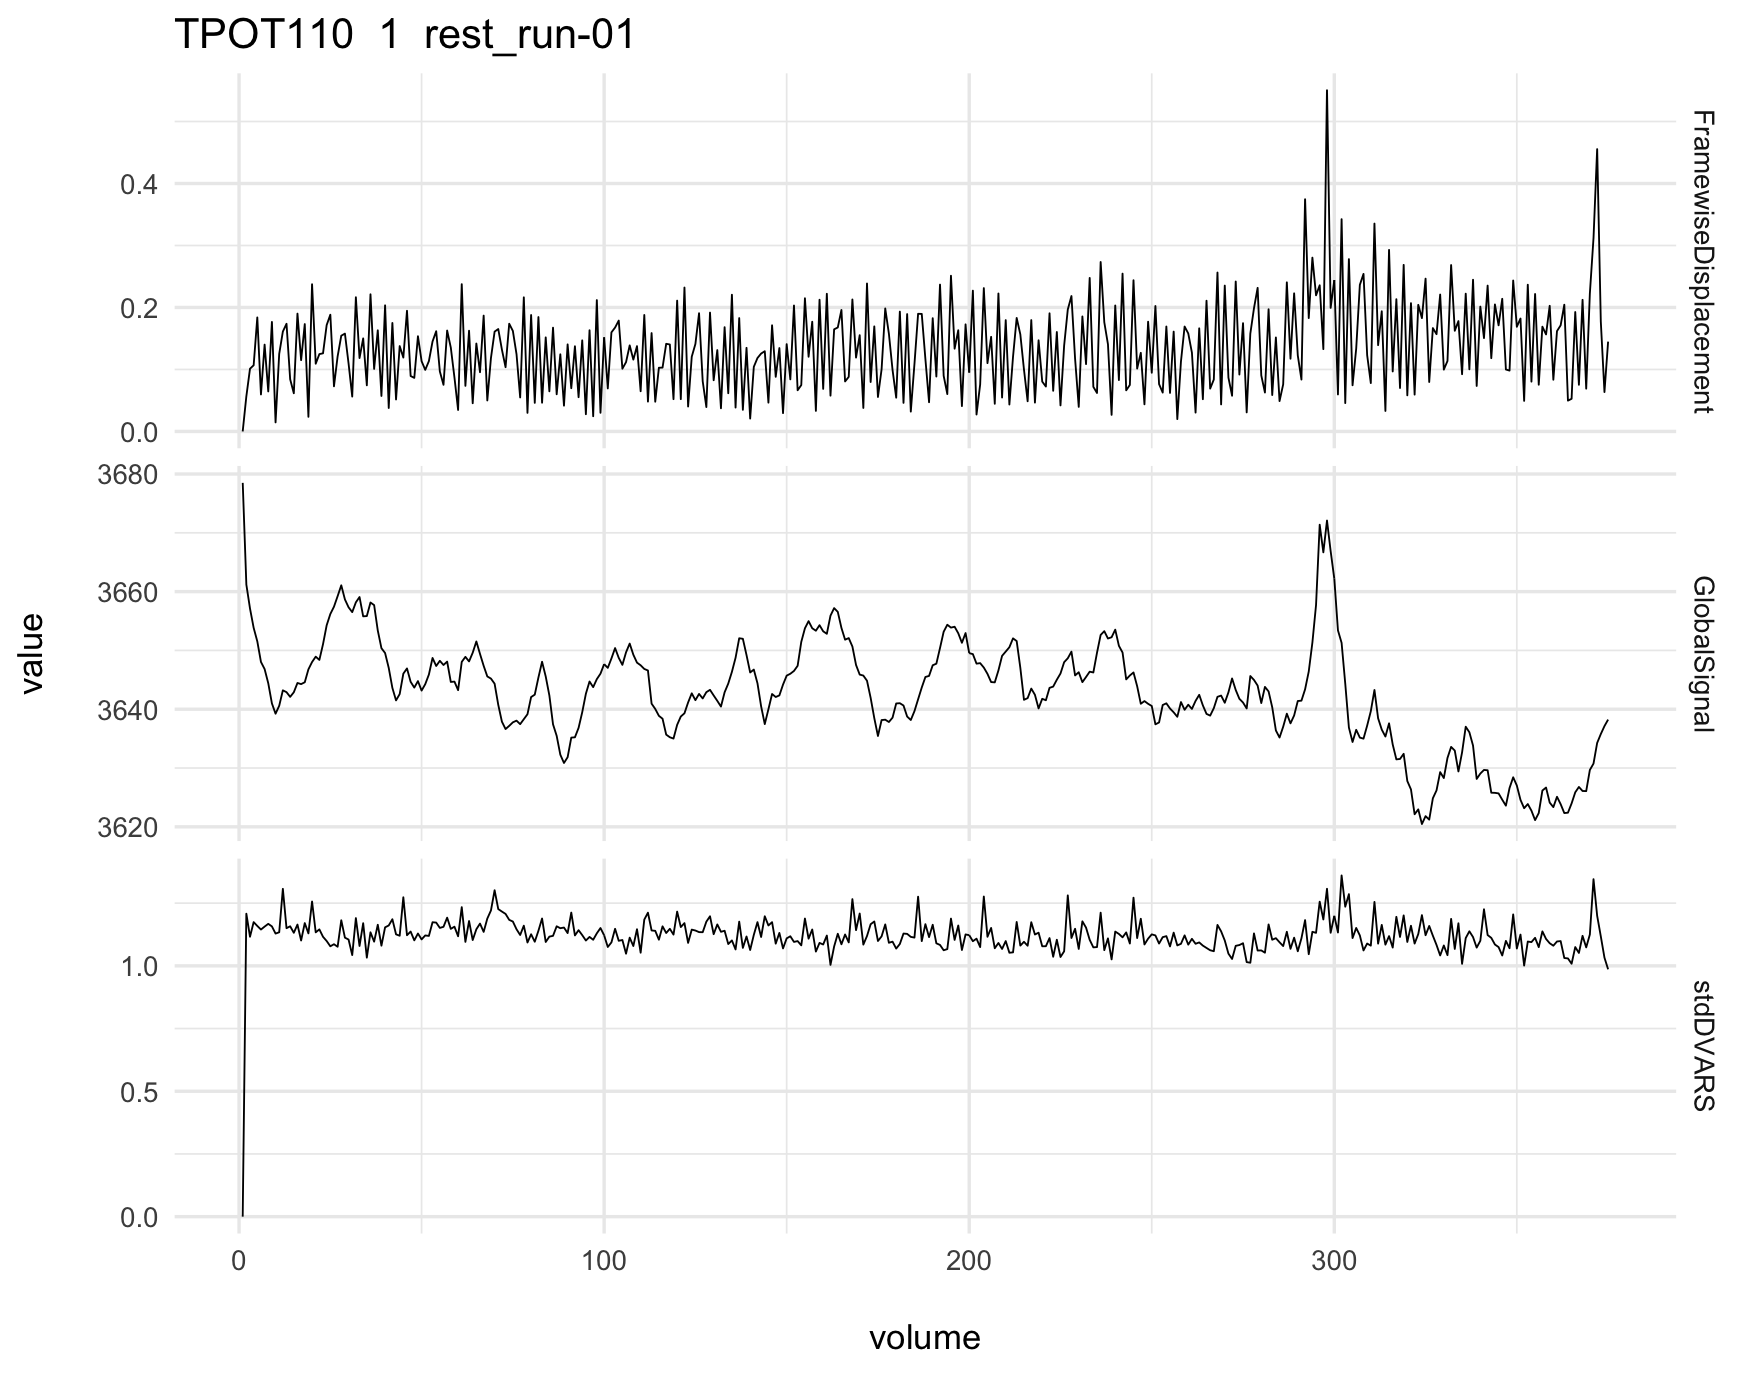 TPOT110 1 rest_run-01
0.4
0.2
0.0
FramewiseDisplacement
3680
3660
3640
3620
GlobalSignal
1.0
0.5
0.0
stdDVARS
value
0 100 200 300
volume